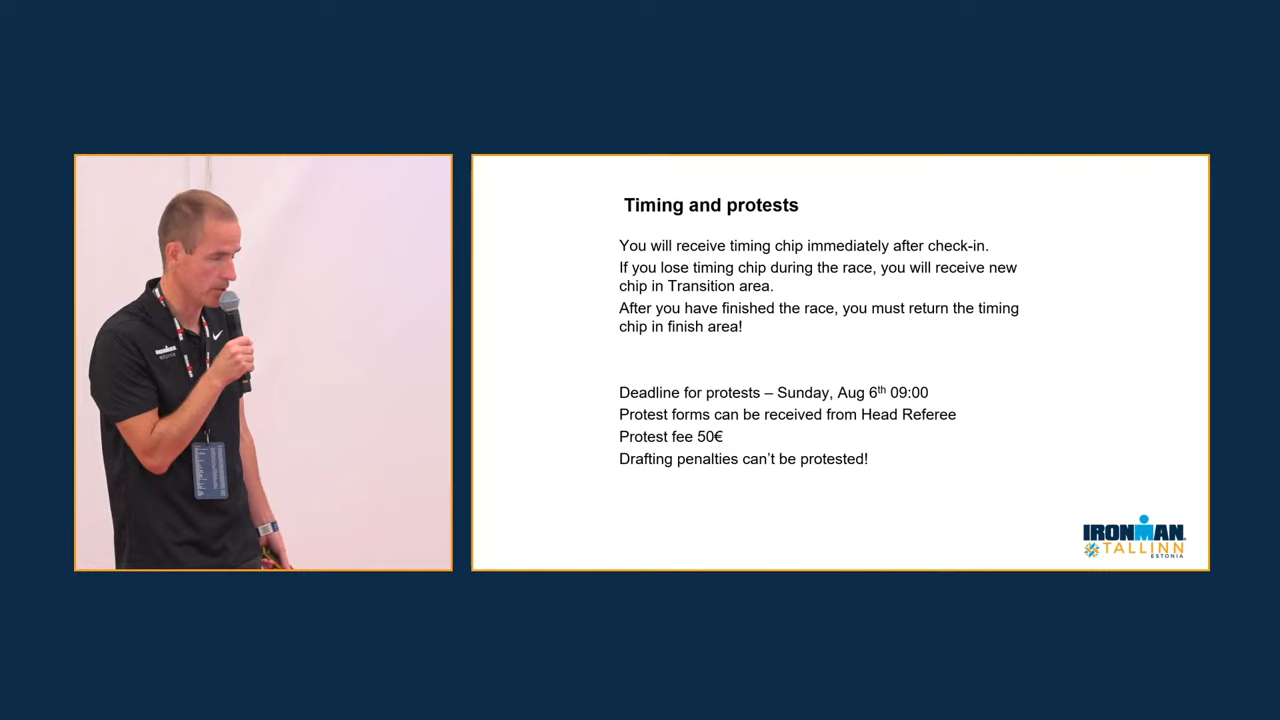 Timing and protests
You will receive timing chip immediately after check-in.
If you lose timing chip during the race, you will receive new
chip in Transition area.
After you have finished the race, you must return the timing
chip in finish area!
Deadline for protests – Sunday, Aug 6th 09:00
Protest forms can be received from Head Referee
Protest fee 50€
Drafting penalties can’t be protested!
IRONMAN
TALLINN
ESTONIA
IRONMAN